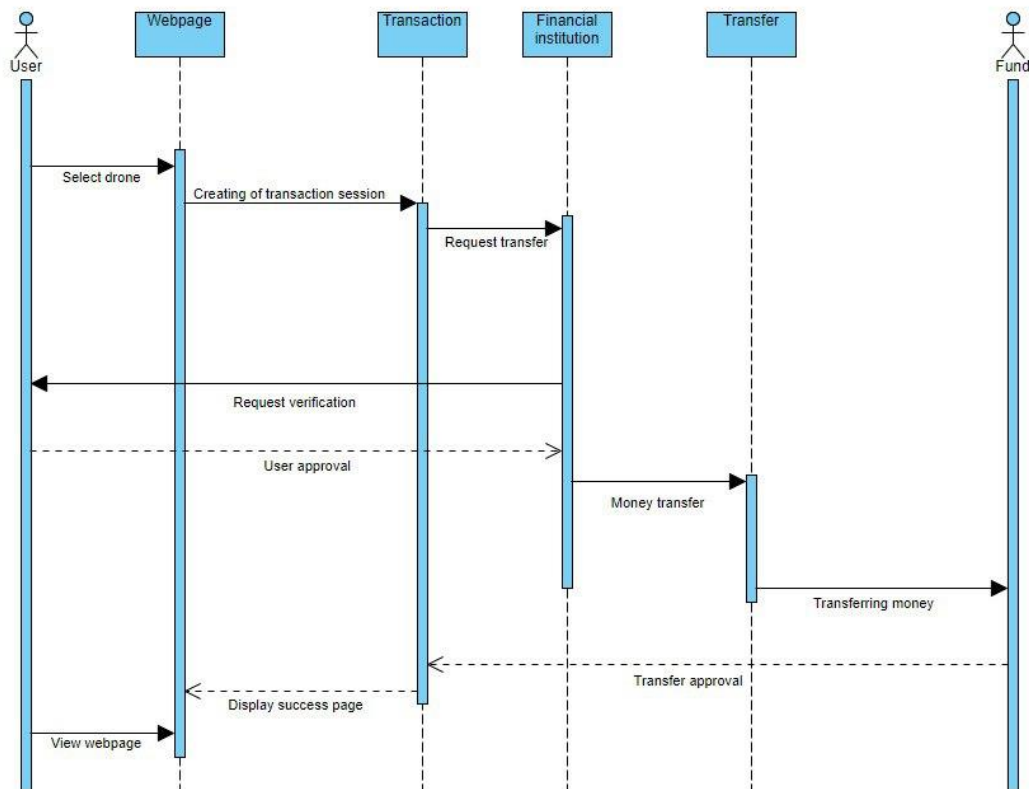 Webpage
Transaction
Financial
institution
Transfer
User
Fund
Select drone
Creating of transaction session
Request transfer
Request verification
User approval
Money transfer
Transferring money
Transfer approval
Display success page
View webpage